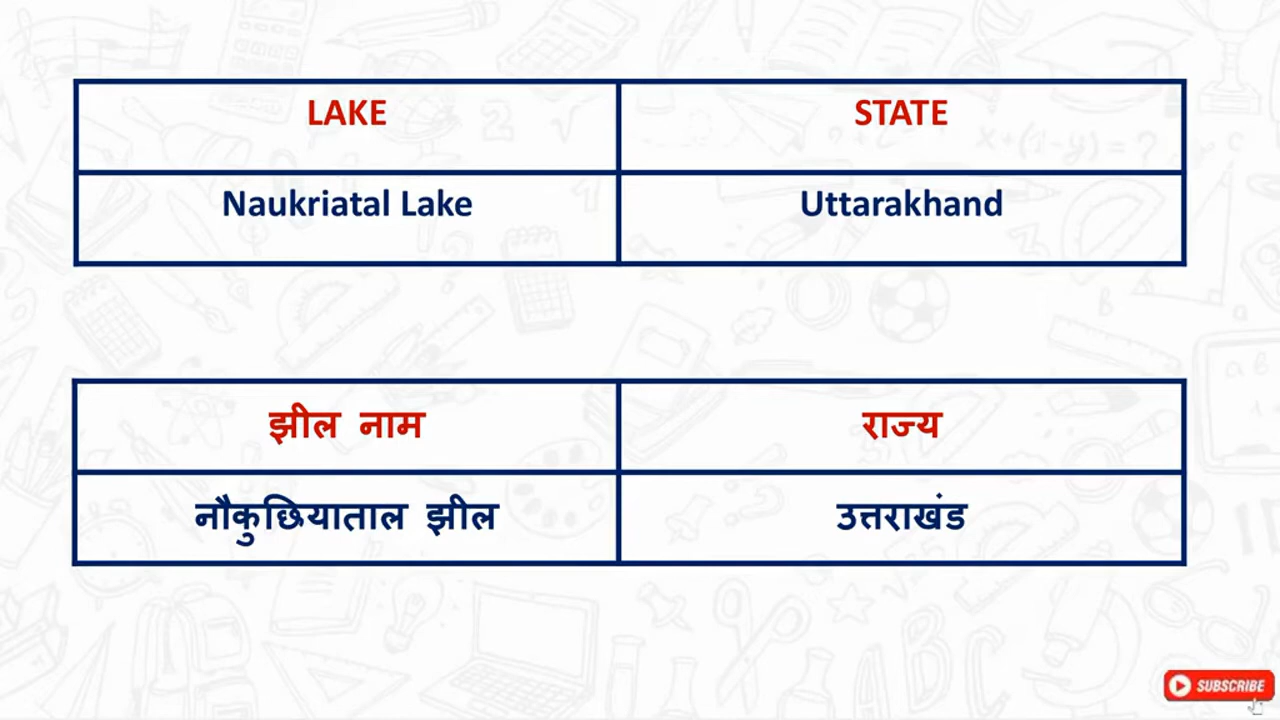 LAKE STATE
Naukriatal Lake Uttarakhand
झील नाम राज्य
नौकुछियाताल झील उत्तराखंड
SUBSCRIBE